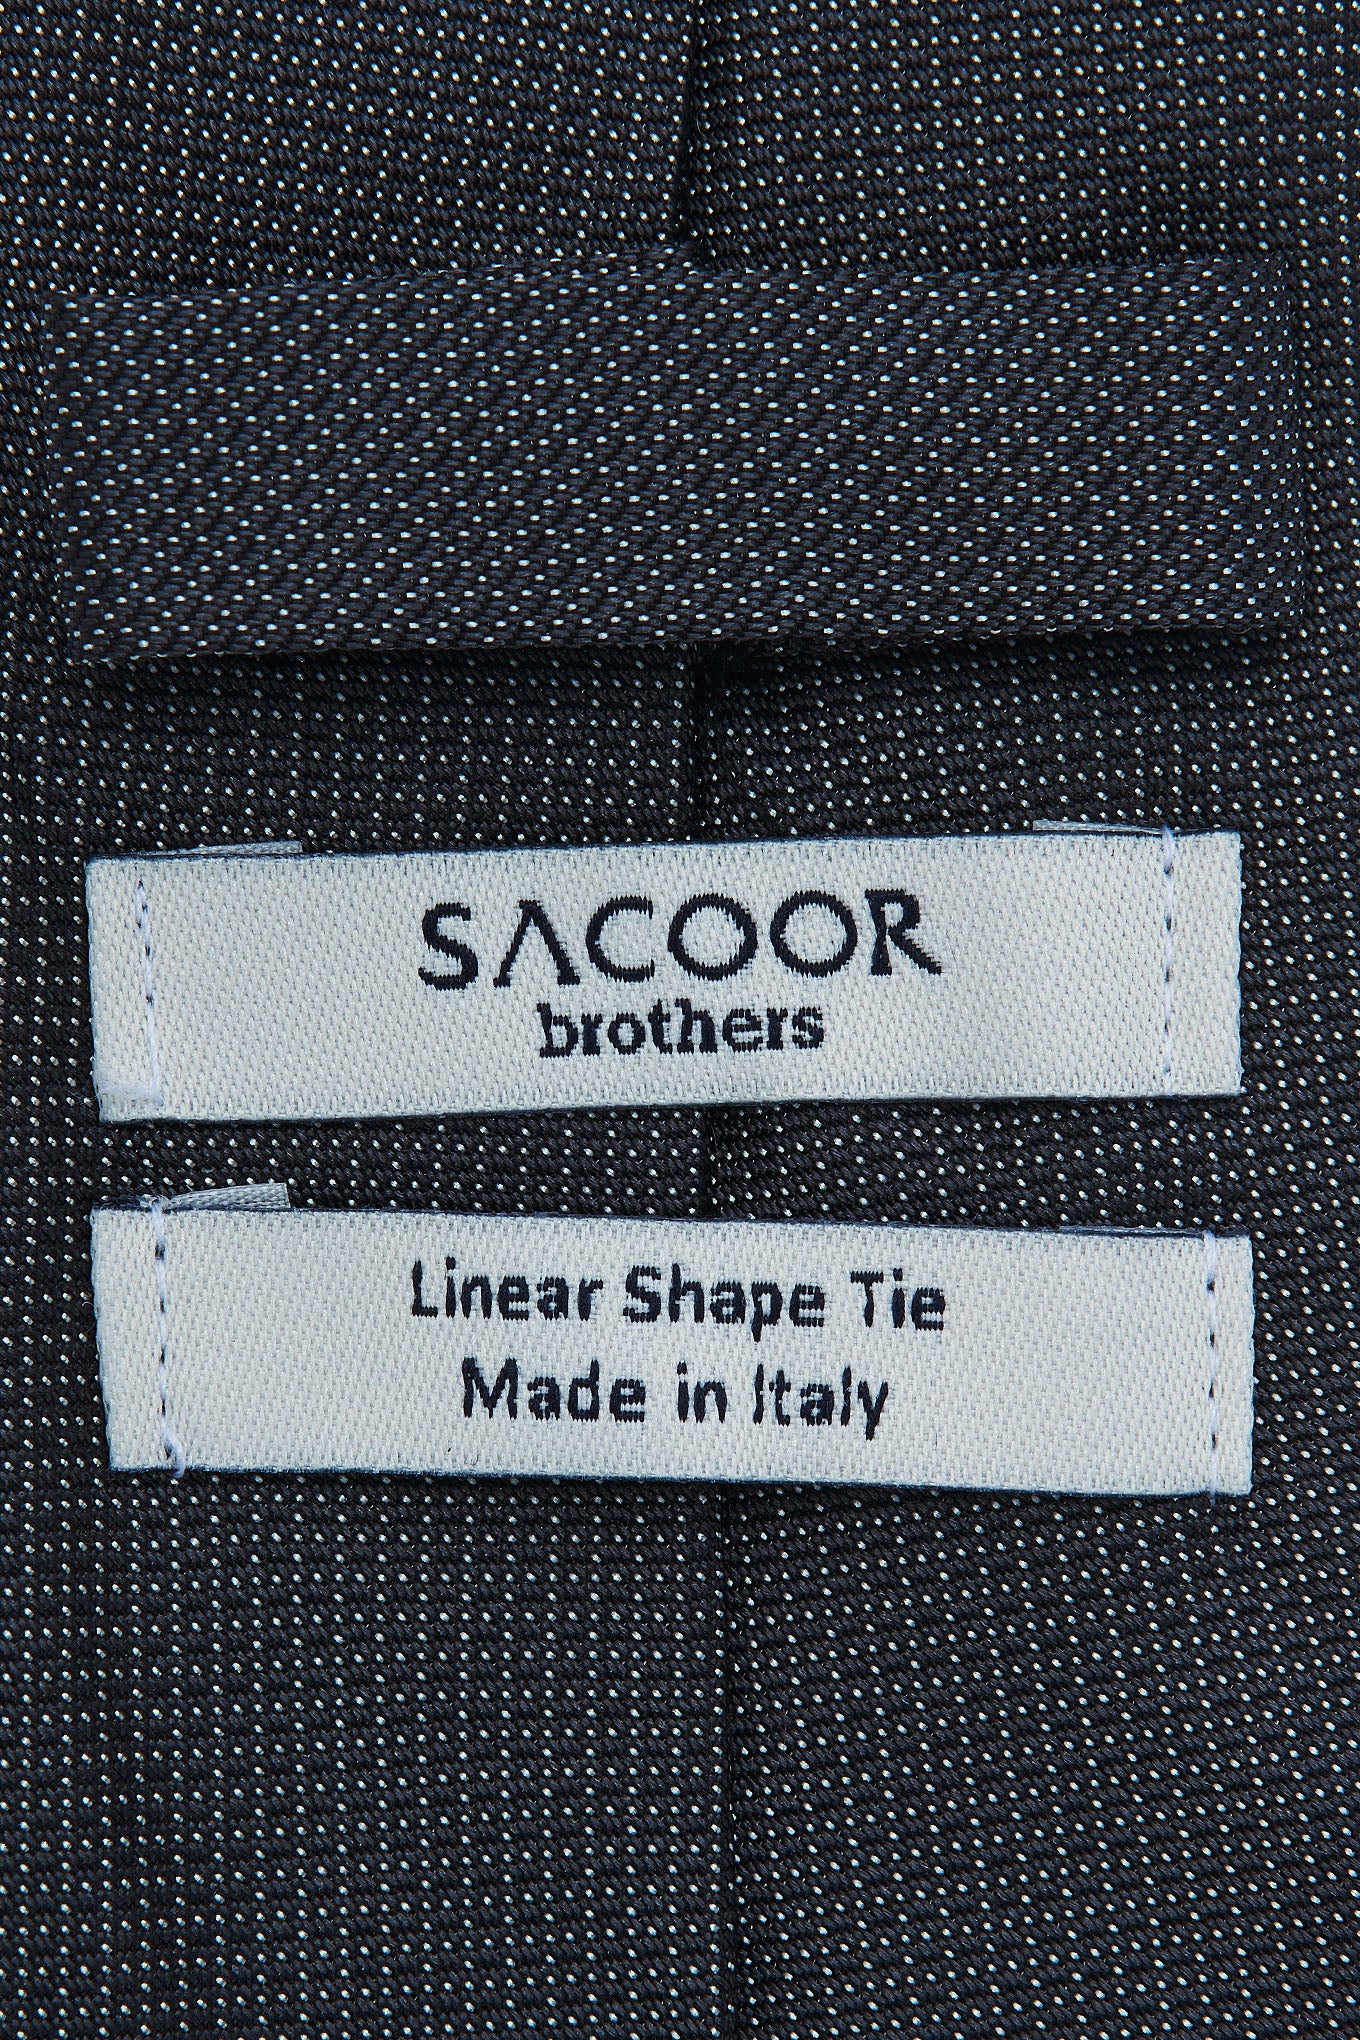 SACOOR
brothers
Linear Shape Tie
Made in Italy